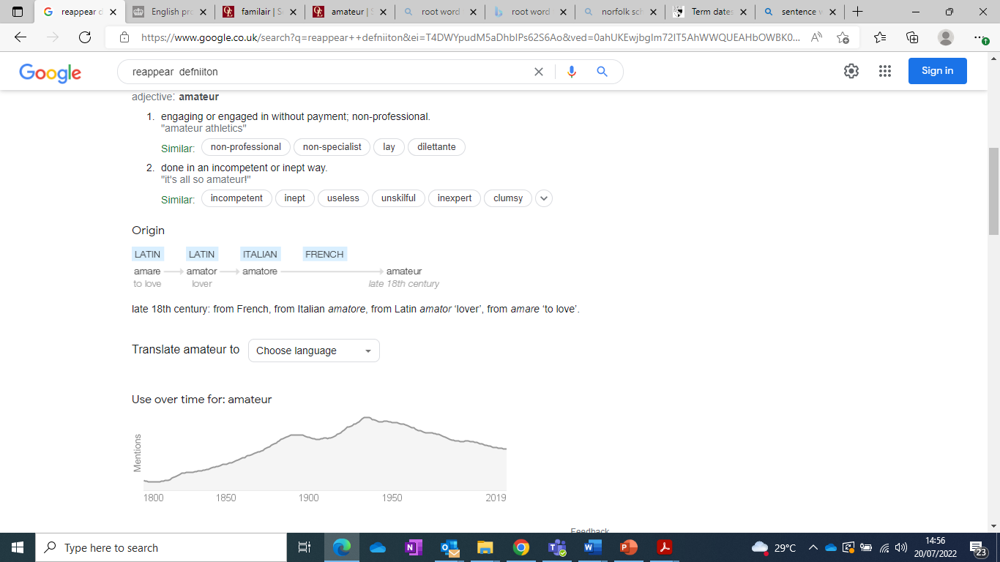 reappear d
English pro
familair | S
amateur | S
root word
root word
norfolk sch
Term dates
sentence w
https://www.google.co.uk/search?q=reappear++defniiton&ei=T4DWYpudM5aDhbIPs62S6Ao&ved=0ahUKEwjbgIm72IT5AhWWQUEAHbOWBK0...
Google
reappear  defniiton
Sign in
adjective: amateur
1. engaging or engaged in without payment; non-professional.
"amateur athletics"
Similar: non-professional non-specialist lay dilettante
2. done in an incompetent or inept way.
"it's all so amateur!"
Similar: incompetent inept useless unskilful inexpert clumsy
Origin
LATIN LATIN ITALIAN FRENCH
amare amator amatore amateur
to love lover late 18th century
late 18th century: from French, from Italian amatore, from Latin amator ‘lover’, from amare ‘to love’.
Translate amateur to Choose language
Use over time for: amateur
Mentions
1800 1850 1900 1950 2019
Feedback
Type here to search
29°C
14:56
20/07/2022
23